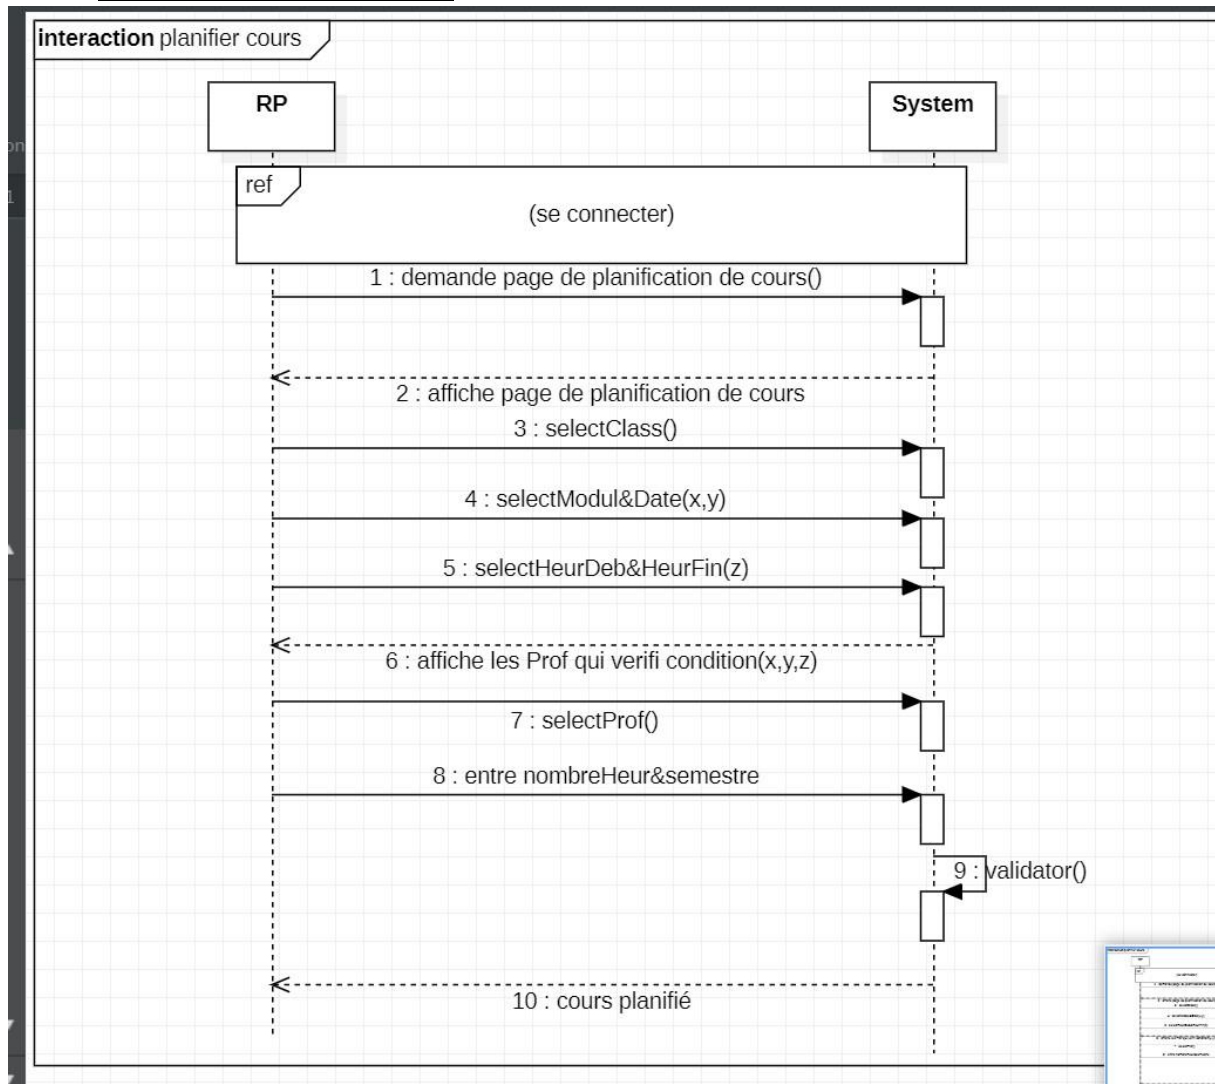 interaction planifier cours
RP
System
ref
(se connecter)
1 : demande page de planification de cours()
2 : affiche page de planification de cours
3 : selectClass()
4 : selectModul&Date(x,y)
5 : selectHeurDeb&HeurFin(z)
6 : affiche les Prof qui verifi condition(x,y,z)
7 : selectProf()
8 : entre nombreHeur&semestre
9 : validator()
10 : cours planifié